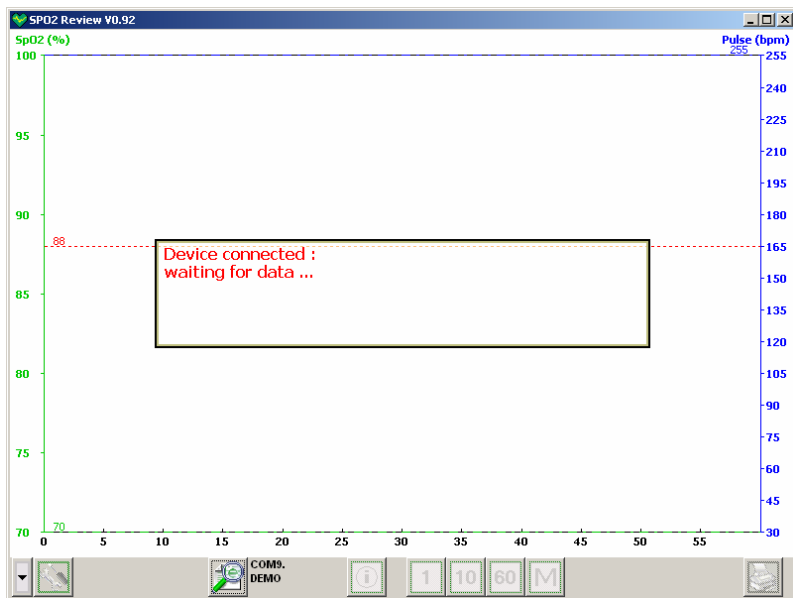 SPO2 Review V0.92
SpO2 (%)
Pulse (bpm)
255
100
255
240
225
95
210
195
90
180
88
165
Device connected :
waiting for data ...
150
85
135
120
80
105
90
75
75
60
45
70
70
30
0 5 10 15 20 25 30 35 40 45 50 55
COM9.
DEMO
i
1 10 60 M